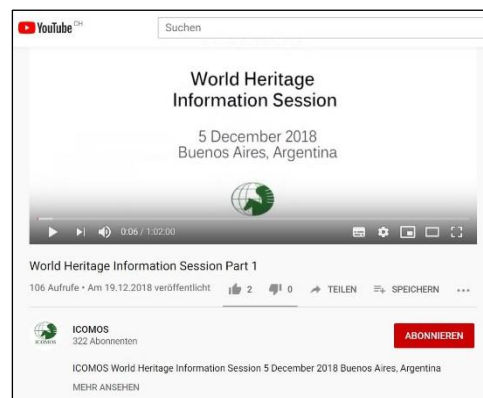 YouTube CH
Suchen
World Heritage
Information Session
5 December 2018
Buenos Aires, Argentina
0:06 / 1:02:00
World Heritage Information Session Part 1
106 Aufrufe • Am 19.12.2018 veröffentlicht 2 0 TEILEN SPEICHERN
ICOMOS
ICOMOS
322 Abonnenten
ABONNIEREN
ICOMOS World Heritage Information Session 5 December 2018 Buenos Aires, Argentina
MEHR ANSEHEN